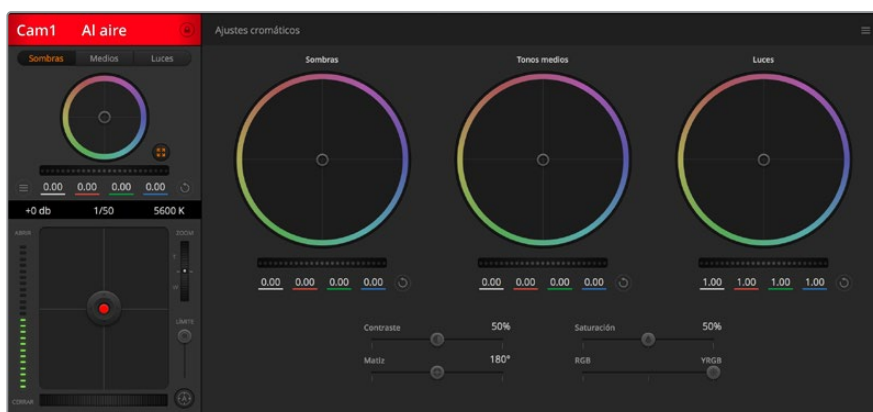 Cam1 Al aire
Ajustes cromáticos
Sombras Medios Luces
Sombras Tonos medios Luces
0.00 0.00 0.00 0.00
+0 db 1/50 5600 K
ABRIR ZOOM
T
W
LÍMITE
CERRAR
A
0.00 0.00 0.00 0.00
0.00 0.00 0.00 0.00
1.00 1.00 1.00 1.00
Contraste 50%
Saturación 50%
Matiz 180°
RGB YRGB